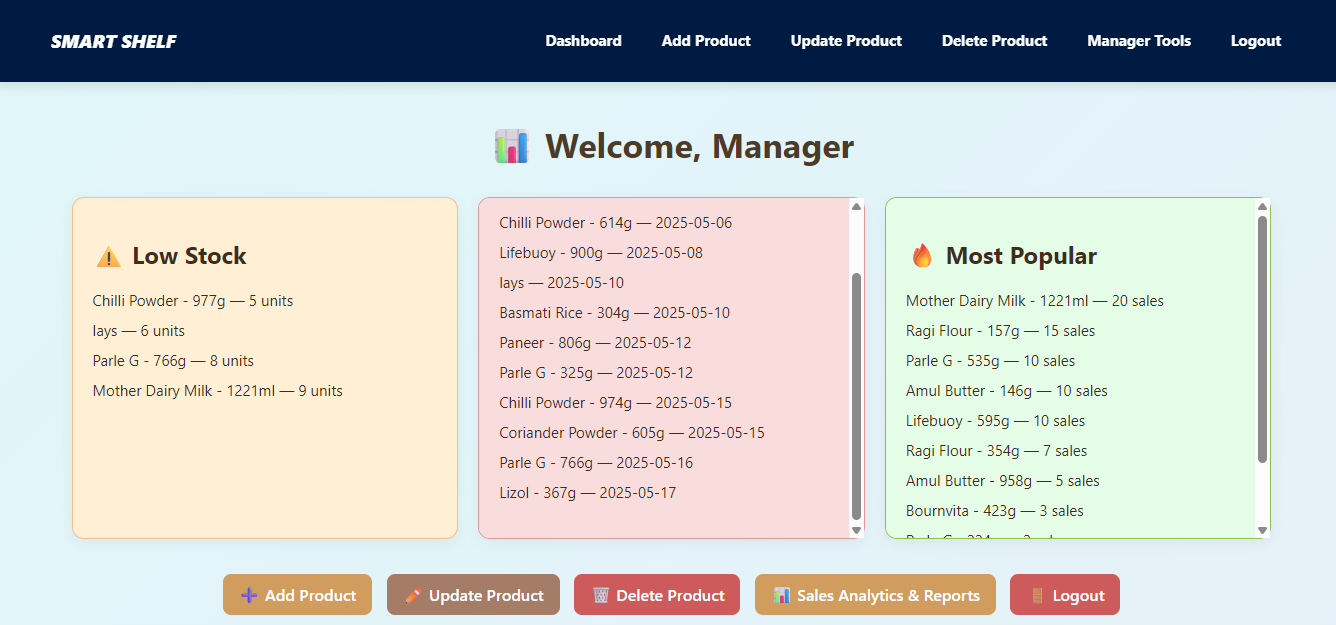 SMART SHELF
Dashboard
Add Product
Update Product
Delete Product
Manager Tools
Logout
Welcome, Manager
Low Stock
Chilli Powder - 977g — 5 units
lays — 6 units
Parle G - 766g — 8 units
Mother Dairy Milk - 1221ml — 9 units
Chilli Powder - 614g — 2025-05-06
Lifebuoy - 900g — 2025-05-08
lays — 2025-05-10
Basmati Rice - 304g — 2025-05-10
Paneer - 806g — 2025-05-12
Parle G - 325g — 2025-05-12
Chilli Powder - 974g — 2025-05-15
Coriander Powder - 605g — 2025-05-15
Parle G - 766g — 2025-05-16
Lizol - 367g — 2025-05-17
Most Popular
Mother Dairy Milk - 1221ml — 20 sales
Ragi Flour - 157g — 15 sales
Parle G - 535g — 10 sales
Amul Butter - 146g — 10 sales
Lifebuoy - 595g — 10 sales
Ragi Flour - 354g — 7 sales
Amul Butter - 958g — 5 sales
Bournvita - 423g — 3 sales
Add Product
Update Product
Delete Product
Sales Analytics & Reports
Logout